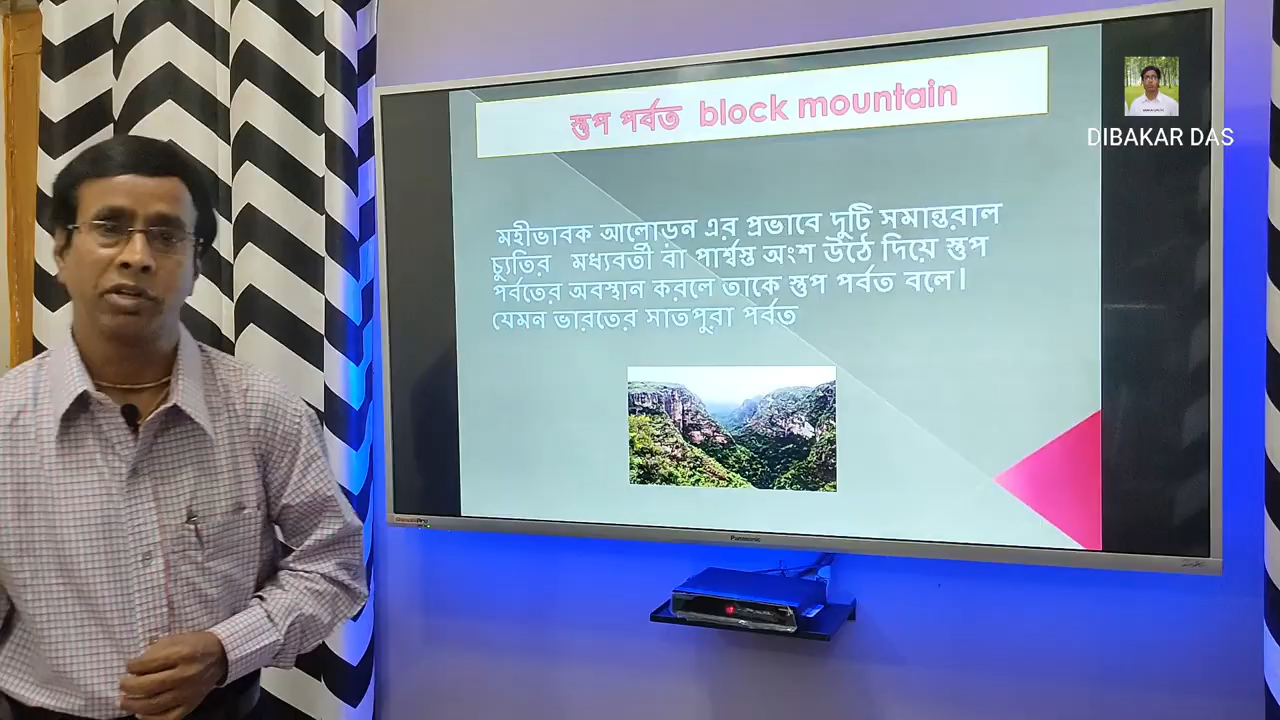 স্তুপ পর্বত block mountain
DIBAKAR DAS
মহীভাবক আলোড়ন এর প্রভাবে দুটি সমান্তরাল
চ্যুতির মধ্যবর্তী বা পার্শ্বস্ত অংশ উঠে দিয়ে স্তুপ
পর্বতের অবস্থান করলে তাকে স্তুপ পর্বত বলে।
যেমন ভারতের সাতপুরা পর্বত
Panasonic